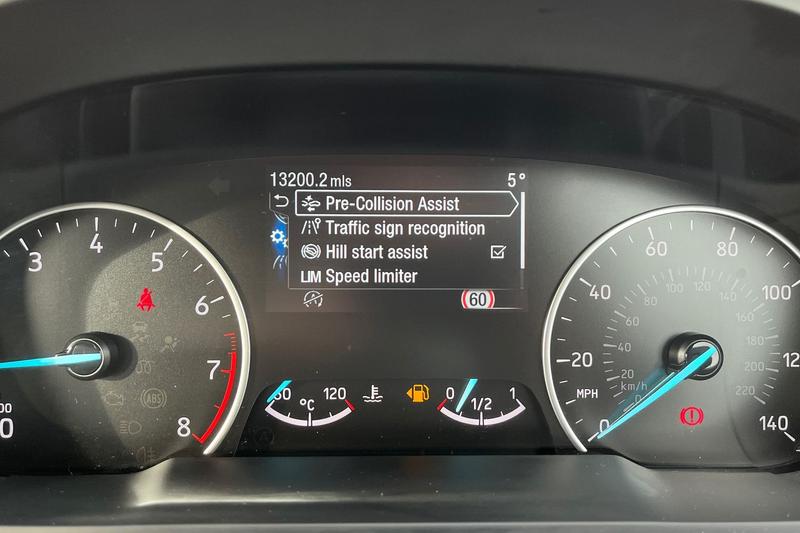 13200.2 mls 5°
Pre-Collision Assist
Traffic sign recognition
Hill start assist
LIM Speed limiter
60
3 4 5 6 7 8
20 40 60 80 100 140
MPH
20 40 60 80 100 120 140 160 200 220
km/h
0
0
ABS
120
°C
0 1/2 1